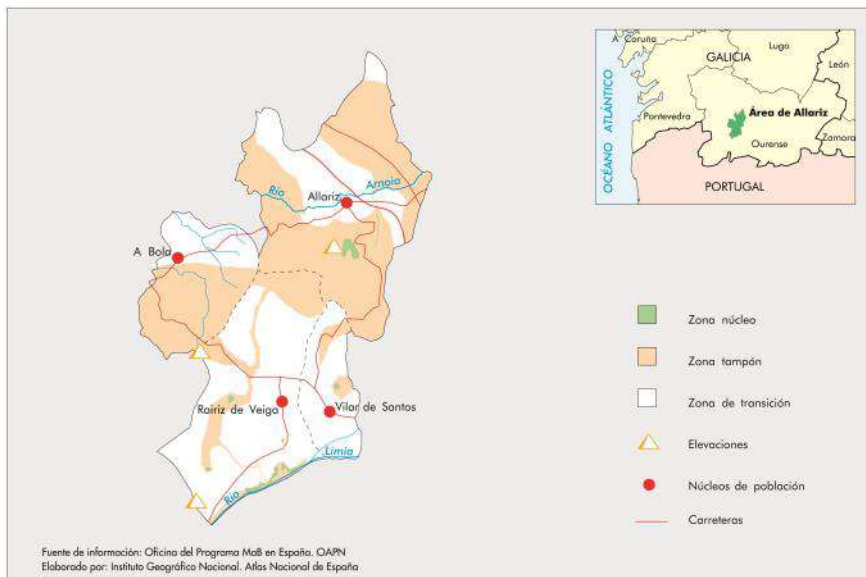 A Coruña
Lugo
GALICIA
León
OCÉANO ATLÁNTICO
Pontevedra
Área de Allariz
Ourense
Zamora
PORTUGAL
Río
Arnoia
Allariz
A Bola
Rairiz de Veiga
Vilar de Santos
Río
Limia
Zona núcleo
Zona tampón
Zona de transición
Elevaciones
Núcleos de población
Carreteras
Fuente de información: Oficina del Programa MaB en España. OAPN
Elaborado por: Instituto Geográfico Nacional. Atlas Nacional de España